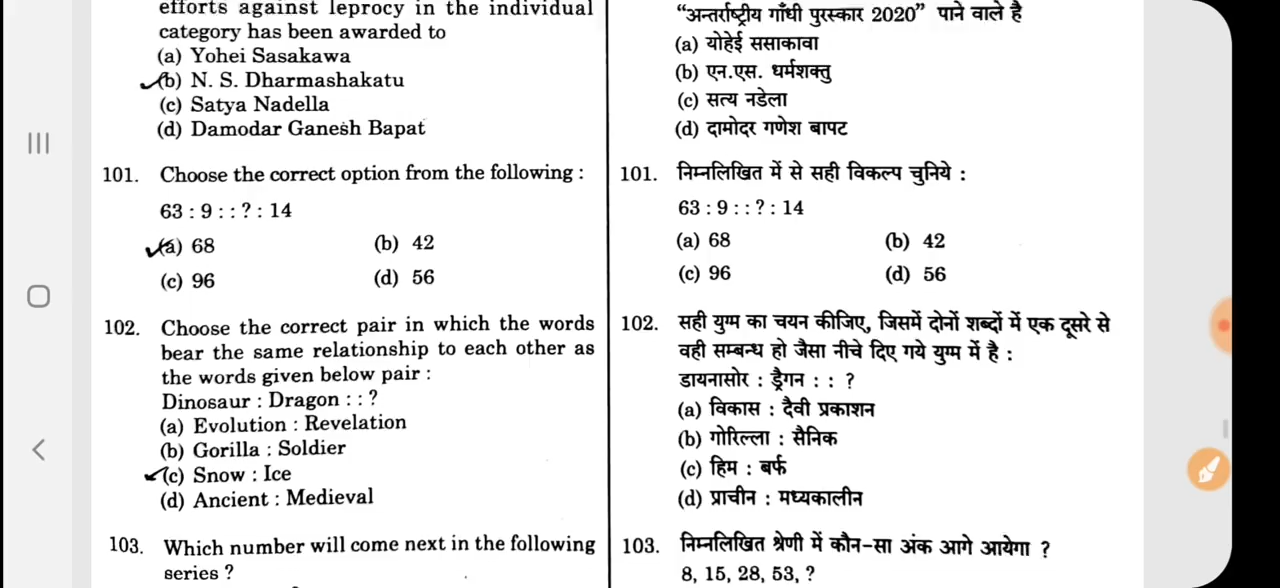 efforts against leprocy in the individual
category has been awarded to
(a) Yohei Sasakawa
(b) N. S. Dharmashakatu
(c) Satya Nadella
(d) Damodar Ganesh Bapat
101. Choose the correct option from the following :
63 : 9 : : ? : 14
(a) 68 (b) 42
(c) 96 (d) 56
102. Choose the correct pair in which the words
bear the same relationship to each other as
the words given below pair :
Dinosaur : Dragon : : ?
(a) Evolution : Revelation
(b) Gorilla : Soldier
(c) Snow : Ice
(d) Ancient : Medieval
103. Which number will come next in the following
series ?
“अन्तर्राष्ट्रीय गाँधी पुरस्कार 2020” पाने वाले है
(a) योहेई ससाकावा
(b) एन.एस. धर्मशक्तु
(c) सत्य नडेला
(d) दामोदर गणेश बापट
101. निम्नलिखित में से सही विकल्प चुनिये :
63 : 9 : : ? : 14
(a) 68 (b) 42
(c) 96 (d) 56
102. सही युग्म का चयन कीजिए, जिसमें दोनों शब्दों में एक दूसरे से
वही सम्बन्ध हो जैसा नीचे दिए गये युग्म में है :
डायनासोर : ड्रैगन : : ?
(a) विकास : दैवी प्रकाशन
(b) गोरिल्ला : सैनिक
(c) हिम : बर्फ
(d) प्राचीन : मध्यकालीन
103. निम्नलिखित श्रेणी में कौन-सा अंक आगे आयेगा ?
8, 15, 28, 53, ?